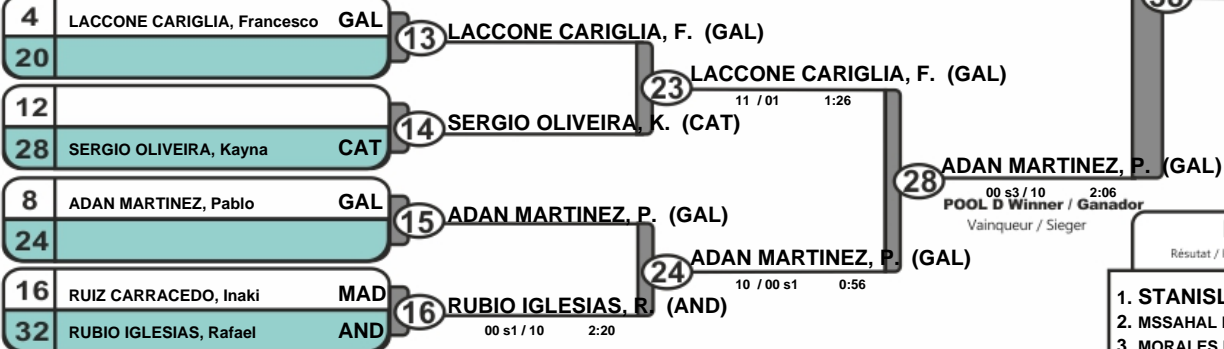 4 LACCONE CARIGLIA, Francesco GAL
20
13 LACCONE CARIGLIA, F. (GAL)
12
28 SERGIO OLIVEIRA, Kayna CAT
14 SERGIO OLIVEIRA, K. (CAT)
23 LACCONE CARIGLIA, F. (GAL)
11 / 01 1:26
8 ADAN MARTINEZ, Pablo GAL
24
15 ADAN MARTINEZ, P. (GAL)
16 RUIZ CARRACEDO, Inaki MAD
32 RUBIO IGLESIAS, Rafael AND
16 RUBIO IGLESIAS, R. (AND)
00 s1 / 10 2:20
24 ADAN MARTINEZ, P. (GAL)
10 / 00 s1 0:56
28 ADAN MARTINEZ, P. (GAL)
00 s3 / 10 2:06
POOL D Winner / Ganador
Vainqueur / Sieger
Résutat /
1. STANISL
2. MSSAHAL
3. MORALES